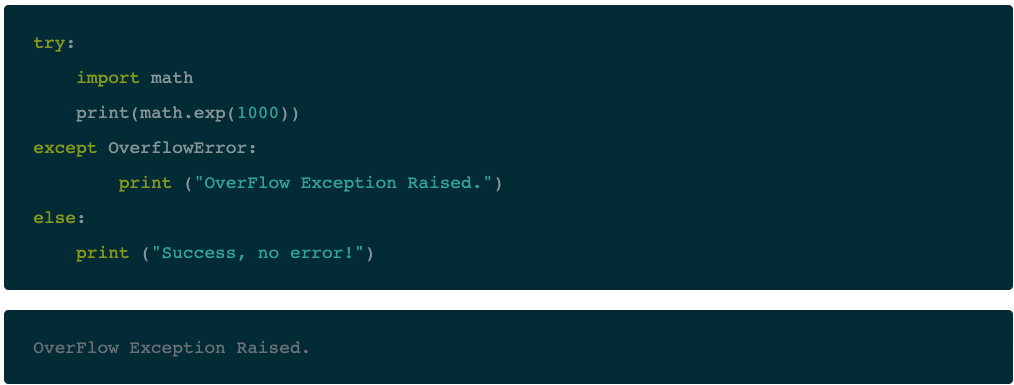 try:
    import math
    print(math.exp(1000))
except OverflowError:
        print ("OverFlow Exception Raised.")
else:
    print ("Success, no error!")
OverFlow Exception Raised.